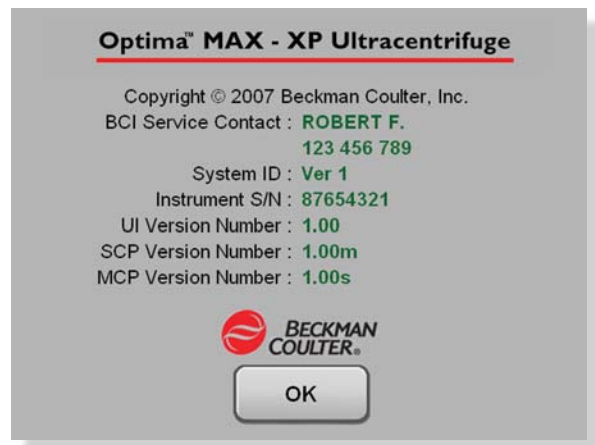 Optima™ MAX - XP Ultracentrifuge
Copyright © 2007 Beckman Coulter, Inc.
BCI Service Contact : ROBERT F.
123 456 789
System ID : Ver 1
Instrument S/N : 87654321
UI Version Number : 1.00
SCP Version Number : 1.00m
MCP Version Number : 1.00s
BECKMAN
COULTER®
OK